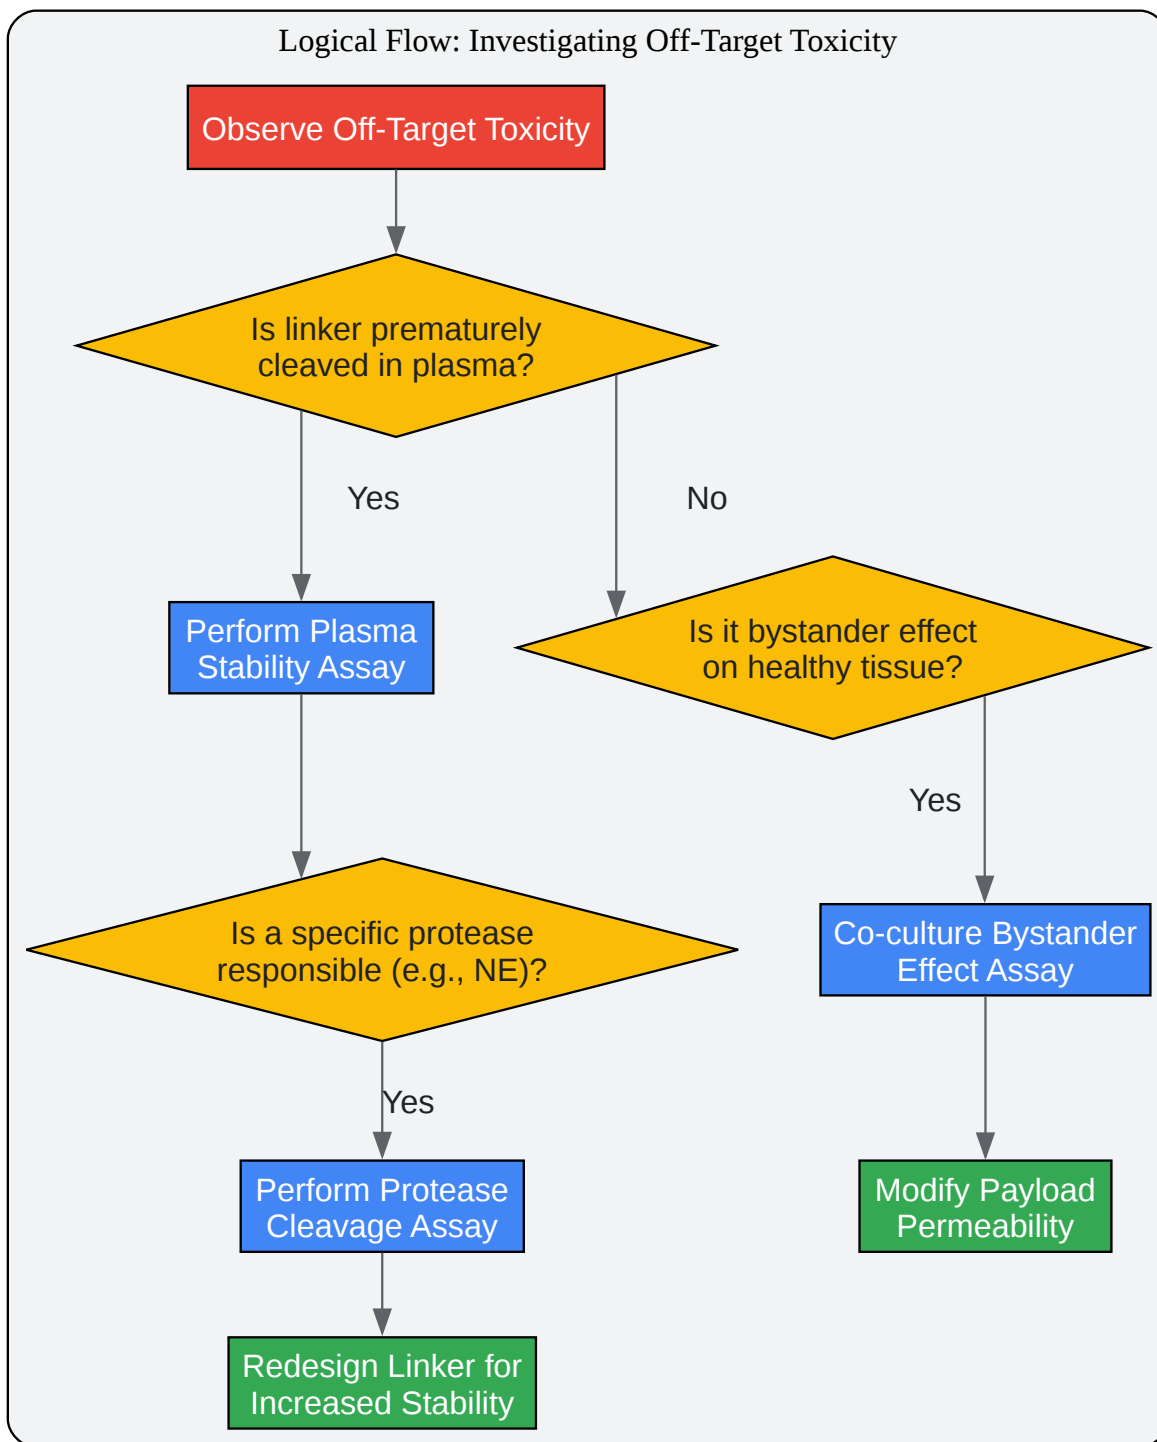 Logical Flow: Investigating Off-Target Toxicity
Observe Off-Target Toxicity
Is linker prematurely
cleaved in plasma?
Yes
No
Perform Plasma
Stability Assay
Is it bystander effect
on healthy tissue?
Yes
Is a specific protease
responsible (e.g., NE)?
Co-culture Bystander
Effect Assay
Yes
Perform Protease
Cleavage Assay
Modify Payload
Permeability
Redesign Linker for
Increased Stability